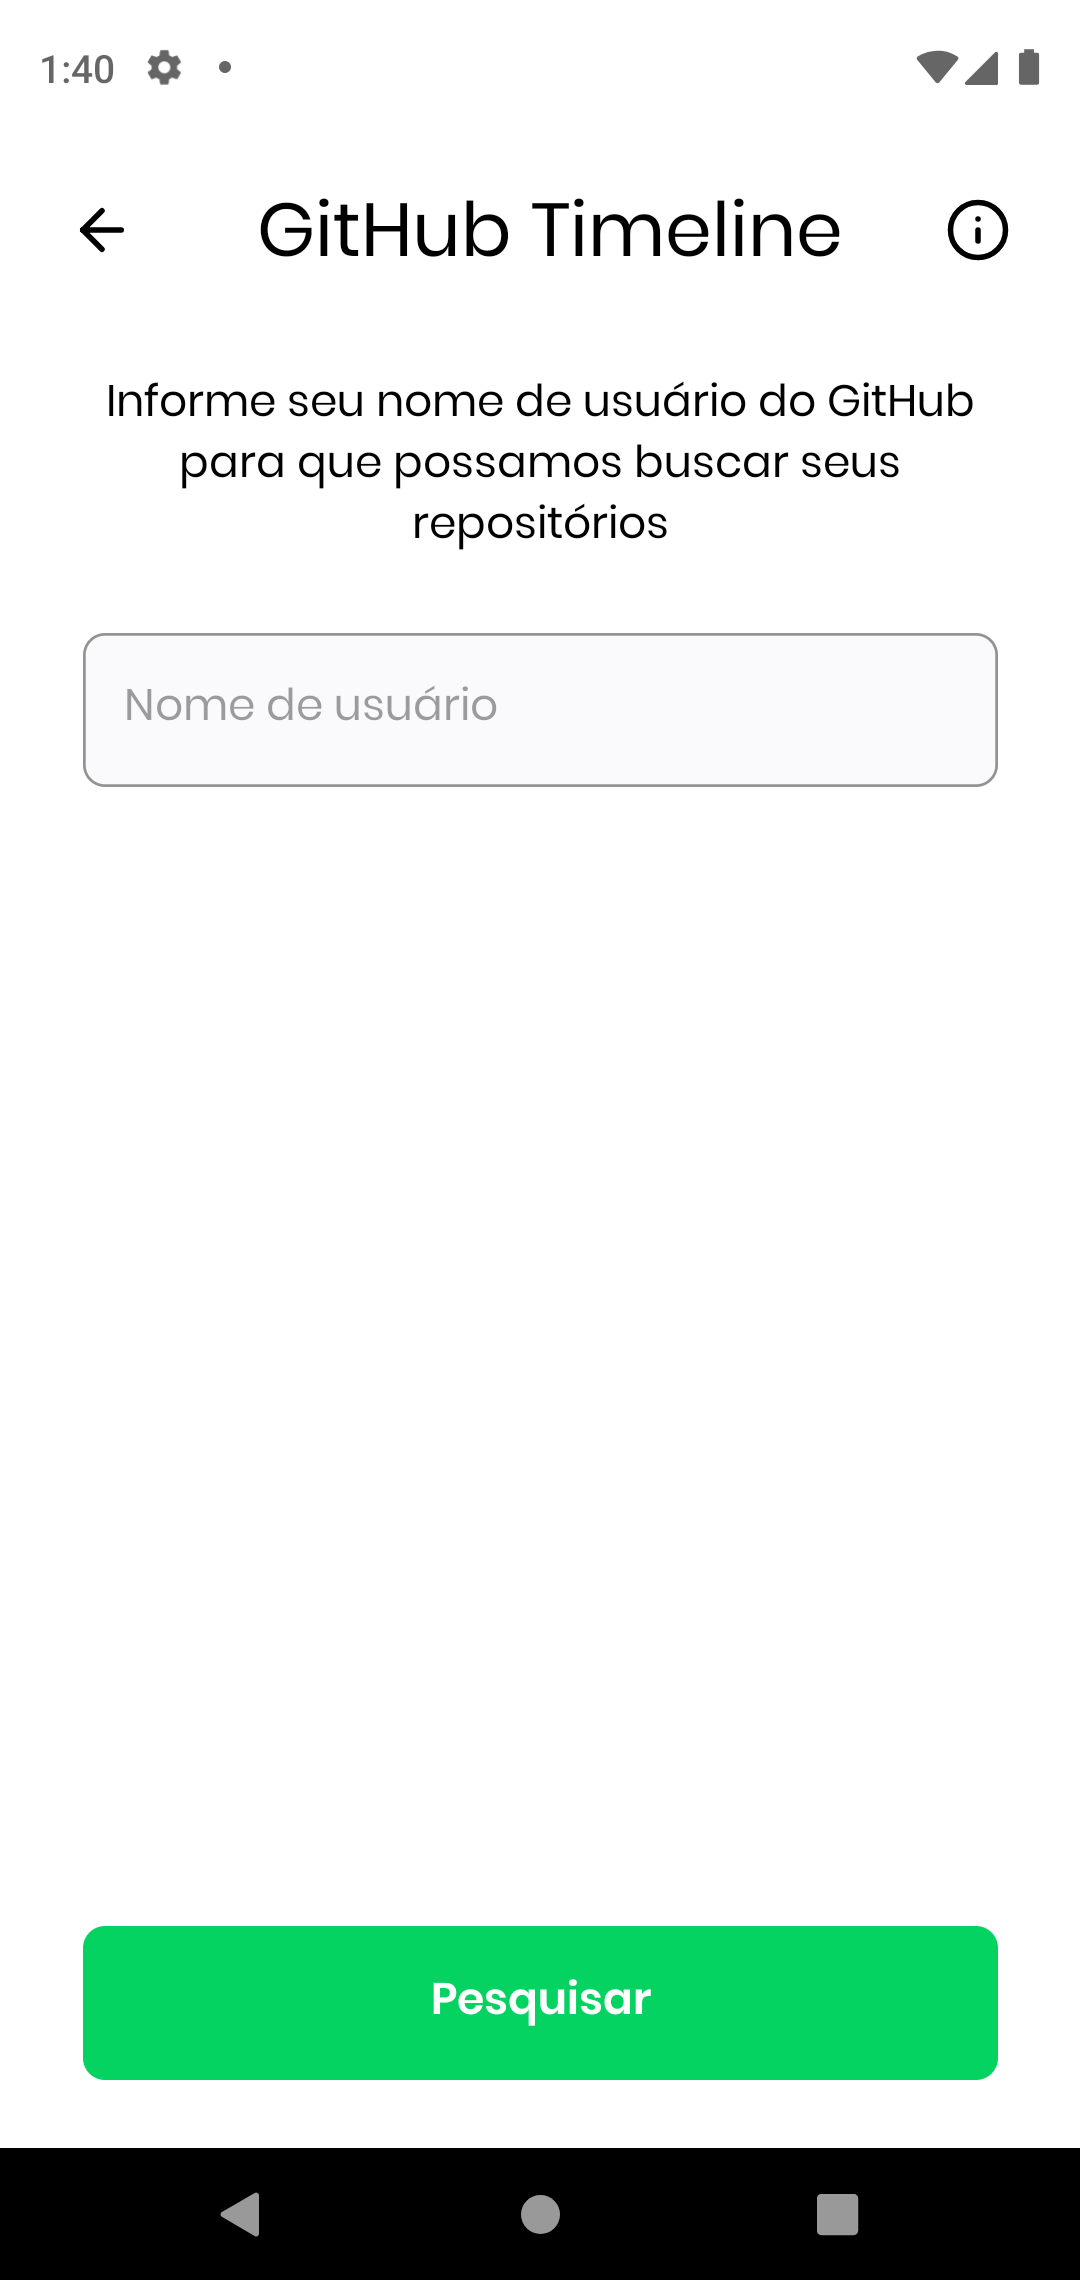 1:40
GitHub Timeline
Informe seu nome de usuário do GitHub
para que possamos buscar seus
repositórios
Nome de usuário
Pesquisar